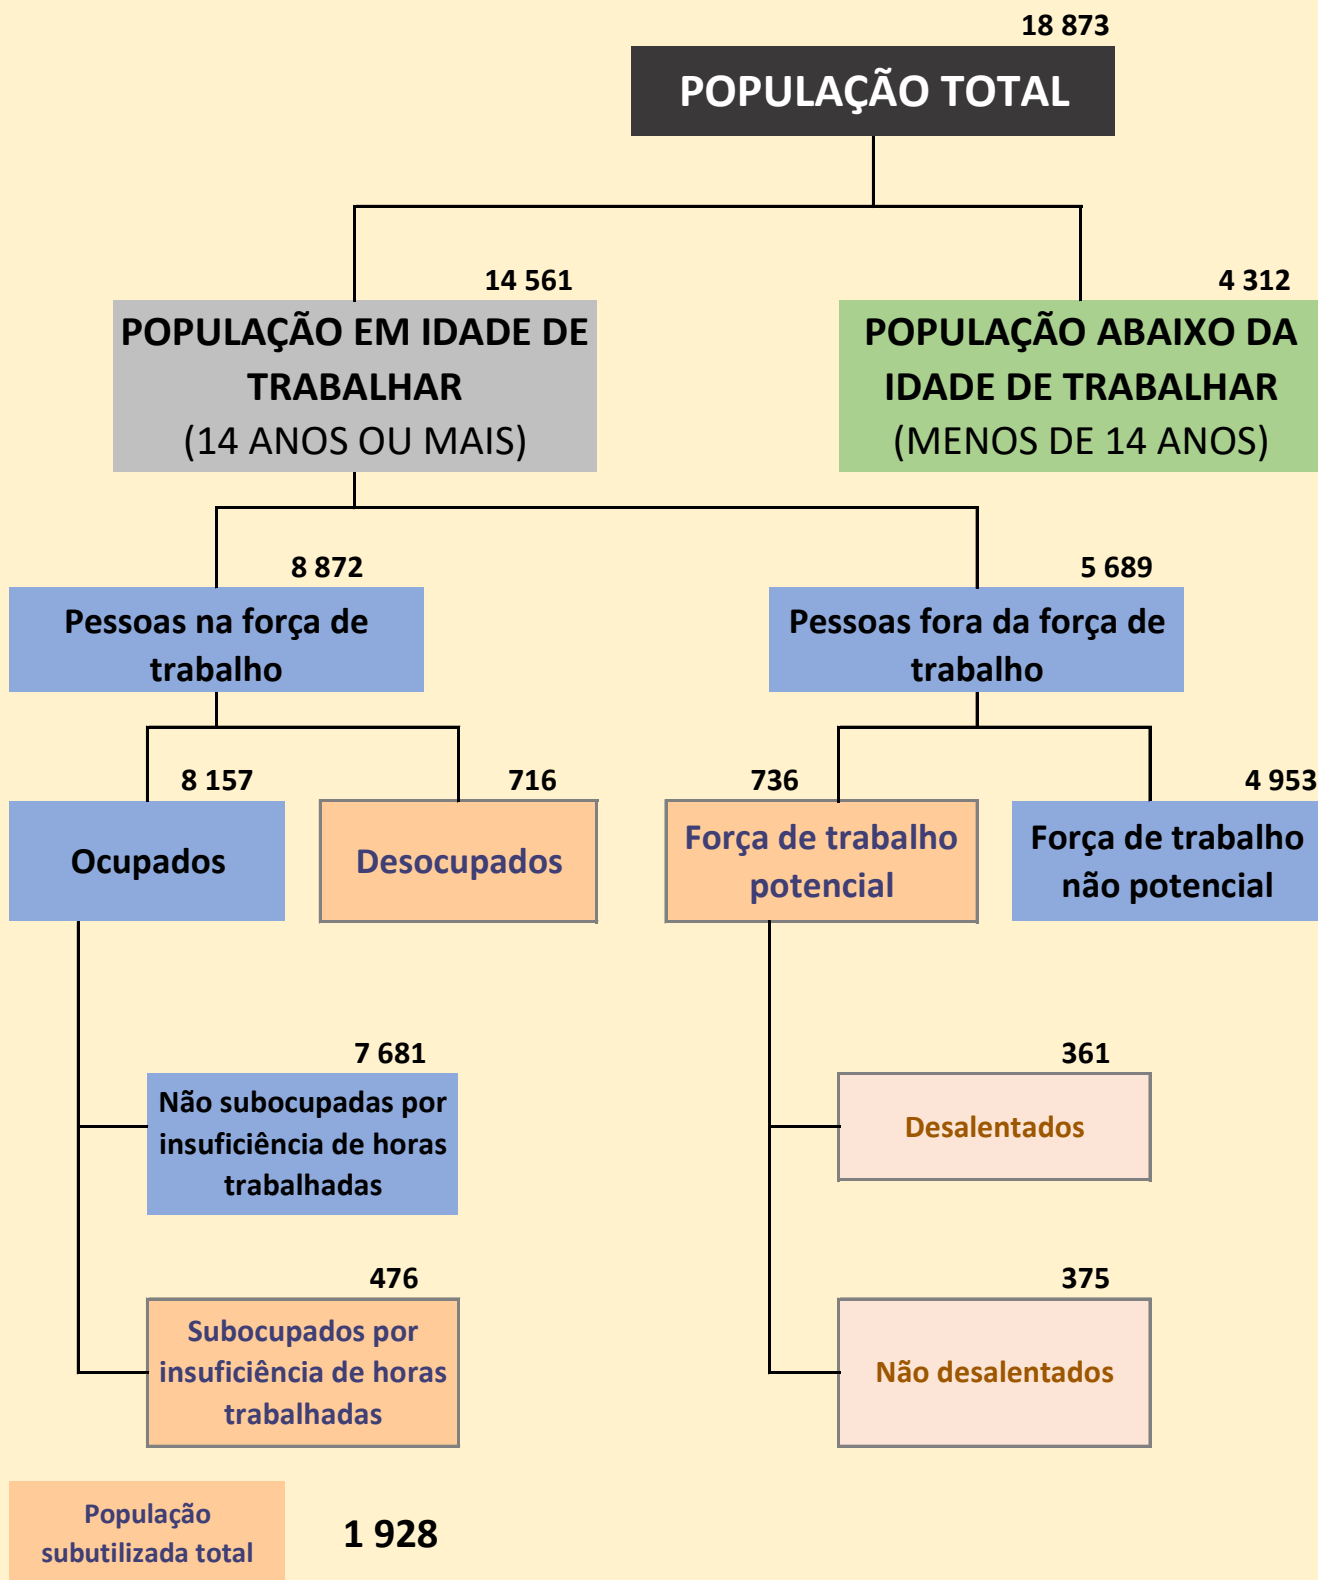 18 873
POPULAÇÃO TOTAL
14 561
POPULAÇÃO EM IDADE DE
TRABALHAR
(14 ANOS OU MAIS)
4 312
POPULAÇÃO ABAIXO DA
IDADE DE TRABALHAR
(MENOS DE 14 ANOS)
8 872
Pessoas na força de
trabalho
5 689
Pessoas fora da força de
trabalho
8 157
Ocupados
716
Desocupados
736
Força de trabalho
potencial
4 953
Força de trabalho
não potencial
7 681
Não subocupadas por
insuficiência de horas
trabalhadas
361
Desalentados
476
Subocupados por
insuficiência de horas
trabalhadas
375
Não desalentados
População
subutilizada total
1 928